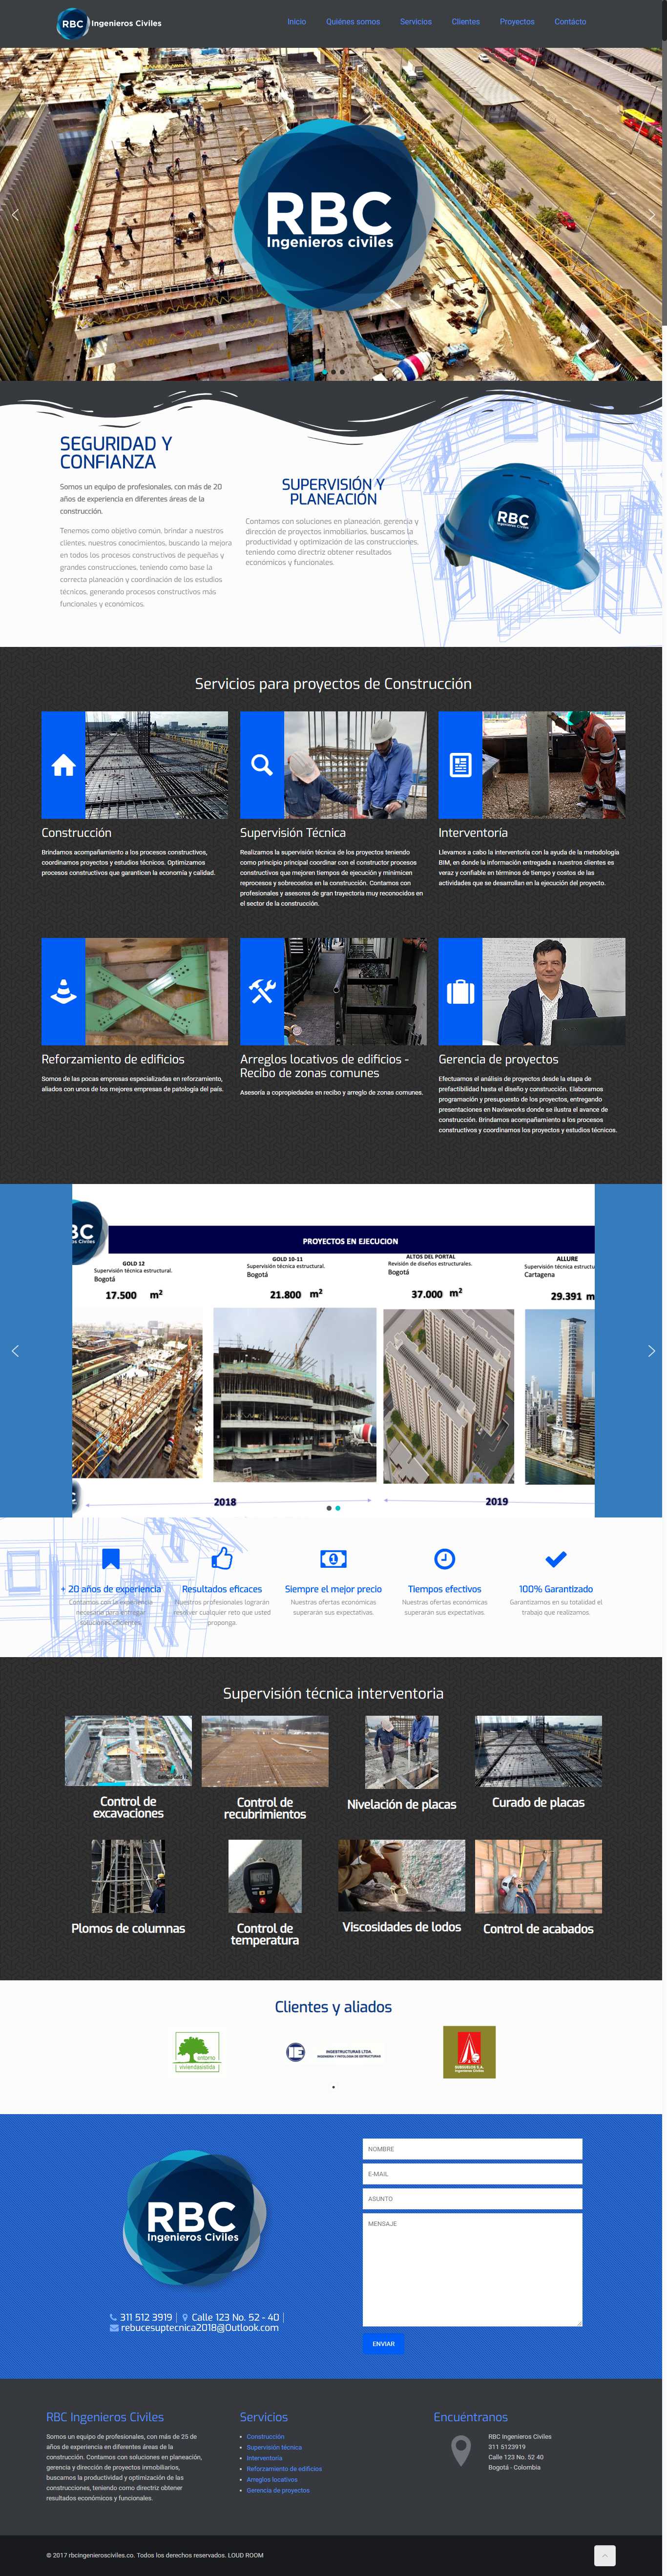 RBC Ingenieros Civiles
Inicio Quiénes somos Servicios Clientes Proyectos Contácto
RBC
Ingenieros civiles
SEGURIDAD Y
CONFIANZA
Somos un equipo de profesionales, con más de 20
años de experiencia en diferentes áreas de la
construcción.
Tenemos como objetivo común, brindar a nuestros
clientes, nuestros conocimientos, buscando la mejora
en todos los procesos constructivos de pequeñas y
grandes construcciones, teniendo como base la
correcta planeación y coordinación de los estudios
técnicos, generando procesos constructivos más
funcionales y económicos.
SUPERVISIÓN Y
PLANEACIÓN
Contamos con soluciones en planeación, gerencia y
dirección de proyectos inmobiliarios, buscamos la
productividad y optimización de las construcciones,
teniendo como directriz obtener resultados
económicos y funcionales.
RBC
Servicios para proyectos de Construcción
Construcción
Brindamos acompañamiento a los procesos constructivos,
coordinamos proyectos y estudios técnicos. Optimizamos
procesos constructivos que garanticen la economía y calidad.
Supervisión Técnica
Realizamos la supervisión técnica de los proyectos teniendo
como principio principal coordinar con el constructor procesos
constructivos que mejoren tiempos de ejecución y minimicen
reprocesos y sobrecostos en la construcción. Contamos con
profesionales y asesores de gran trayectoria muy reconocidos en
el sector de la construcción.
Interventoría
Llevamos a cabo la interventoría con la ayuda de la metodología
BIM, en donde la información entregada a nuestros clientes es
veraz y confiable en términos de tiempo y costos de las
actividades que se desarrollan en la ejecución del proyecto.
Reforzamiento de edificios
Somos de las pocas empresas especializadas en reforzamiento,
aliados con unos de los mejores empresas de patología del país.
Arreglos locativos de edificios -
Recibo de zonas comunes
Asesoría a copropiedades en recibo y arreglo de zonas comunes.
Gerencia de proyectos
Efectuamos el análisis de proyectos desde la etapa de
prefactibilidad hasta el diseño y construcción. Elaboramos
programación y presupuesto de los proyectos, entregando
presentaciones en Navisworks donde se ilustra el avance de
construcción. Brindamos acompañamiento a los procesos
constructivos y coordinamos los proyectos y estudios técnicos.
PROYECTOS EN EJECUCION
GOLD 12
Supervisión técnica estructural.
Bogotá
17.500 m²
GOLD 10-11
Supervisión técnica estructural.
Bogotá
21.800 m²
ALTOS DEL PORTAL
Revisión de diseños estructurales.
Bogotá
37.000 m²
ALLURE
Supervisión técnica estructu
Cartagena
29.391 m
2018
2019
+ 20 años de experiencia
Contamos con la experiencia
necesaria para entregar
soluciones eficientes.
Resultados eficaces
Nuestros profesionales lograrán
resolver cualquier reto que usted
proponga.
Siempre el mejor precio
Nuestras ofertas económicas
superarán sus expectativas.
Tiempos efectivos
Nuestras ofertas económicas
superarán sus expectativas.
100% Garantizado
Garantizamos en su totalidad el
trabajo que realizamos.
Supervisión técnica interventoria
Control de
excavaciones
Control de
recubrimientos
Nivelación de placas
Curado de placas
Plomos de columnas
Control de
temperatura
Viscosidades de lodos
Control de acabados
Clientes y aliados
entorno
viviendasistida
IE INGESTRUCTURAS LTDA.
RBC
Ingenieros Civiles
311 512 3919 | Calle 123 No. 52 - 40 |
rebucesuptecnica2018@Outlook.com
NOMBRE
E-MAIL
ASUNTO
MENSAJE
ENVIAR
RBC Ingenieros Civiles
Somos un equipo de profesionales, con más de 25 de
años de experiencia en diferentes áreas de la
construcción. Contamos con soluciones en planeación,
gerencia y dirección de proyectos inmobiliarios,
buscamos la productividad y optimización de las
construcciones, teniendo como directriz obtener
resultados económicos y funcionales.
Servicios
Construcción
Supervisión técnica
Interventoría
Reforzamiento de edificios
Arreglos locativos
Gerencia de proyectos
Encuéntranos
RBC Ingenieros Civiles
311 5123919
Calle 123 No. 52 40
Bogotá - Colombia
© 2017 rbcingenierosciviles.co. Todos los derechos reservados. LOUD ROOM